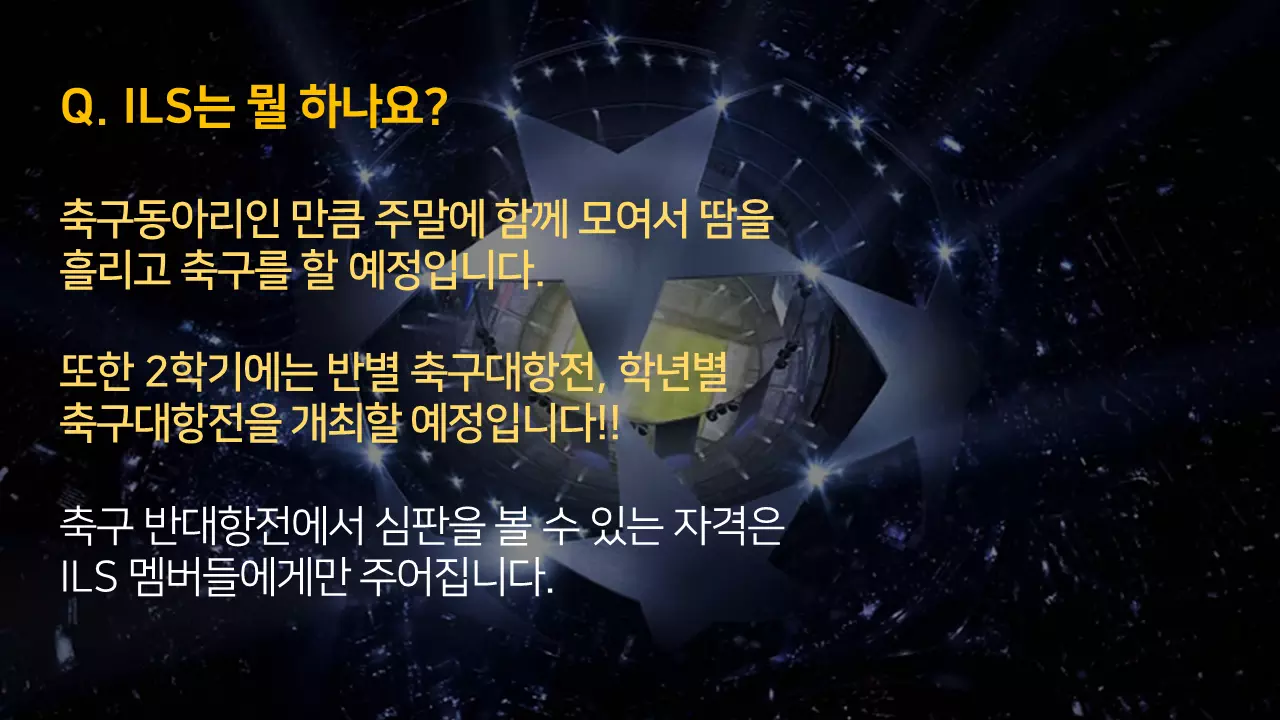 Q. ILS는 뭘 하나요?
축구동아리인 만큼 주말에 함께 모여서 땀을
흘리고 축구를 할 예정입니다.
또한 2학기에는 반별 축구대항전, 학년별
축구대항전을 개최할 예정입니다!!
축구 반대항전에서 심판을 볼 수 있는 자격은
ILS 멤버들에게만 주어집니다.